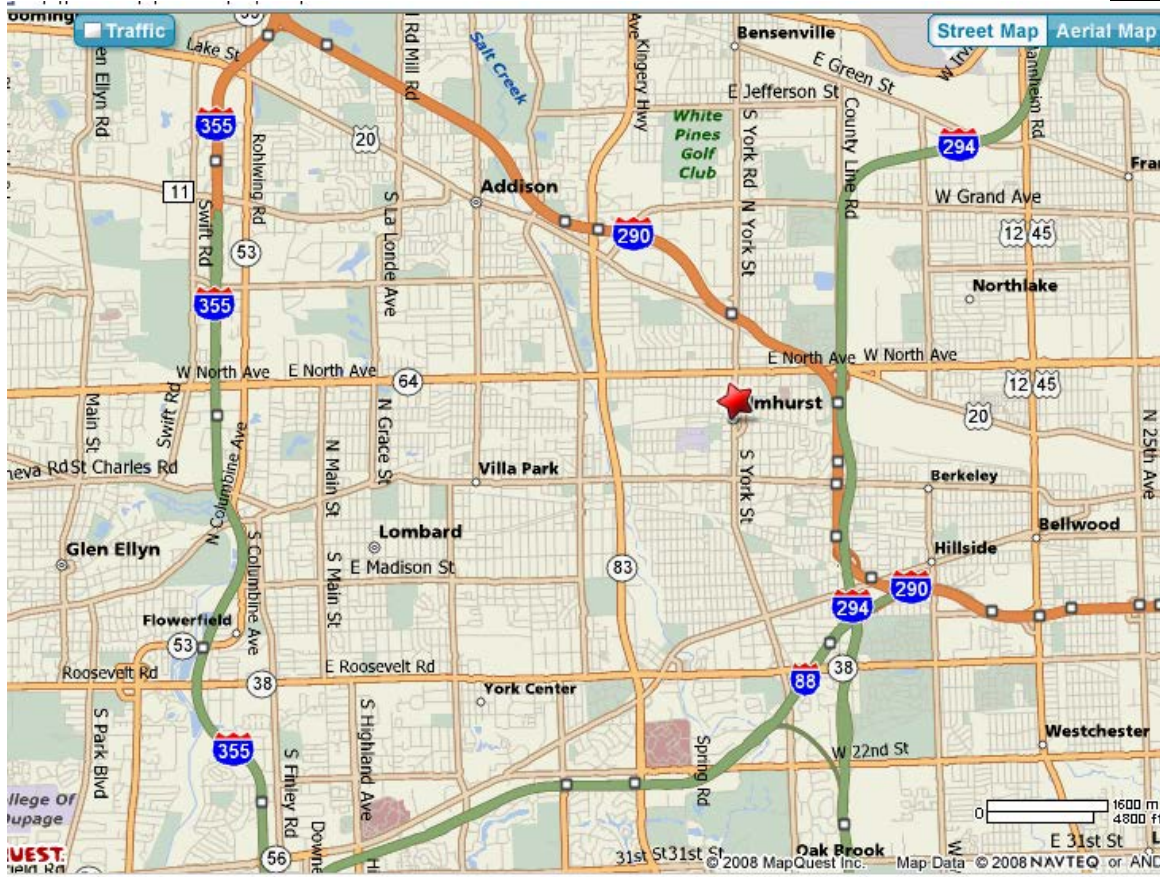 Traffic
Street Map
Aerial Map
Bensenville
Lake St
Rd Mill Rd
Salt Creek
Kingery Hwy
E Green St
E Jefferson St
en Ellyn Rd
355
Rohlwing Rd
20
White
Pines
Golf
Club
S York Rd
N York St
County Line Rd
294
Mannheim Rd
11
Addison
W Grand Ave
Swift Rd
53
S La Londe Ave
290
12
45
355
Northlake
W North Ave
E North Ave
64
E North Ave
W North Ave
12
45
Main St
Swift Rd
N Grace St
mhurst
20
N 25th Ave
St Charles Rd
N Columbine Ave
N Main St
Villa Park
S York St
Berkeley
Bellwood
Glen Ellyn
Lombard
S Columbine Ave
S Main St
E Madison St
83
Hillside
290
294
Flowerfield
53
Roosevelt Rd
38
E Roosevelt Rd
38
88
York Center
S Park Blvd
355
S Finley Rd
S Highland Ave
Spring Rd
W 22nd St
Westchester
llege Of
Dupage
0
1600 m
4800 ft
56
Downe
31st St
31st St
Oak Brook
E 31st St
UEST.
© 2008 MapQuest Inc.
Map Data © 2008 NAVTEQ or AND